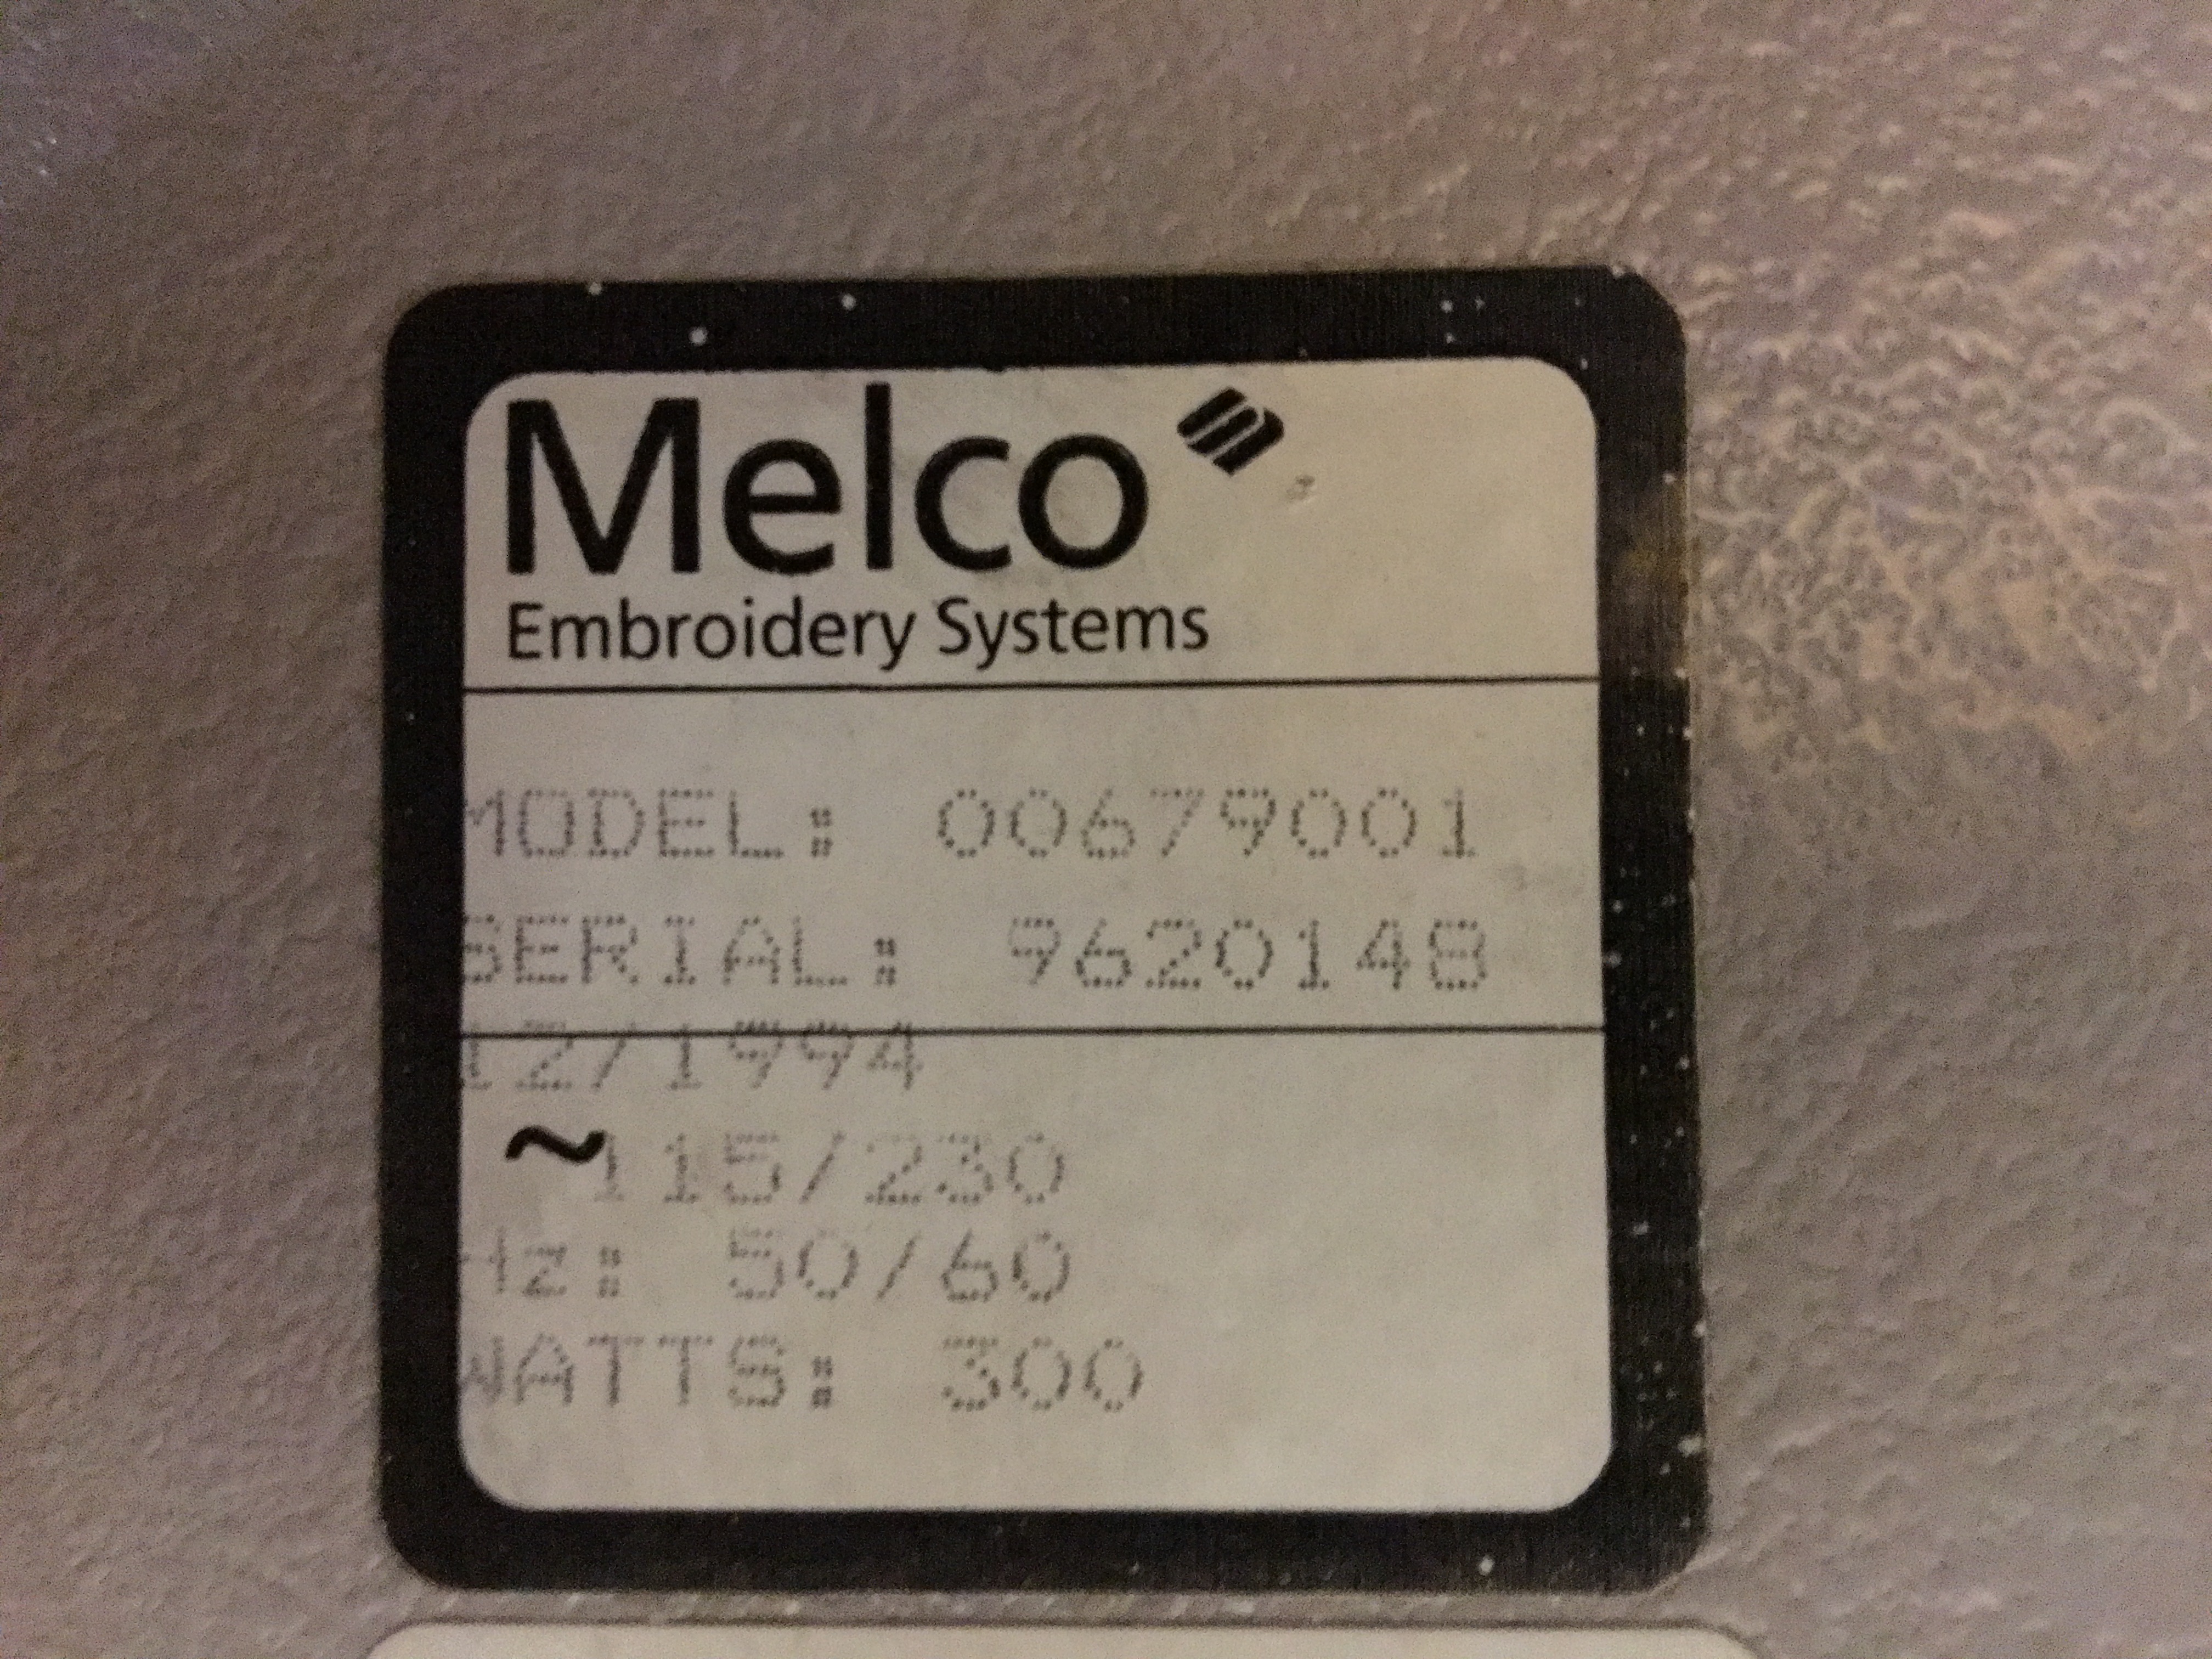 Melco
Embroidery Systems
MODEL: 00679001
SERIAL: 9620148
12/1994
~115/230
Hz: 50/60
WATTS: 300